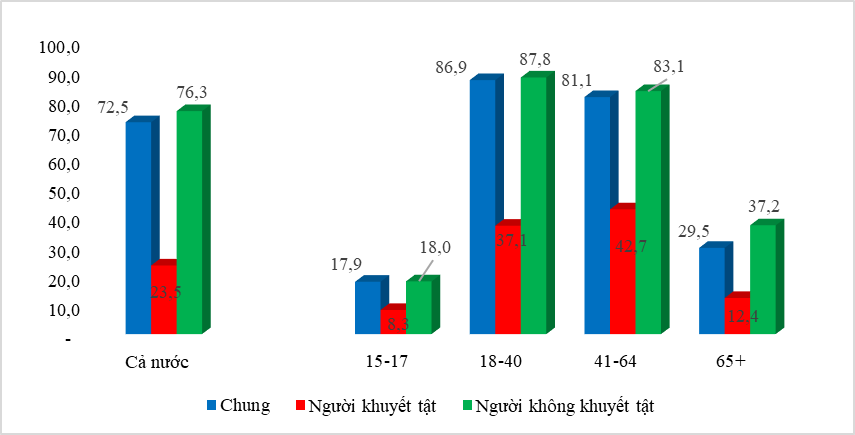 100,0
90,0
80,0
70,0
60,0
50,0
40,0
30,0
20,0
10,0
-
72,5 23,5 76,3
17,9 8,3 18,0
86,9 37,1 87,8
81,1 42,7 83,1
29,5 12,4 37,2
Cả nước 15-17 18-40 41-64 65+
Chung Người khuyết tật Người không khuyết tật